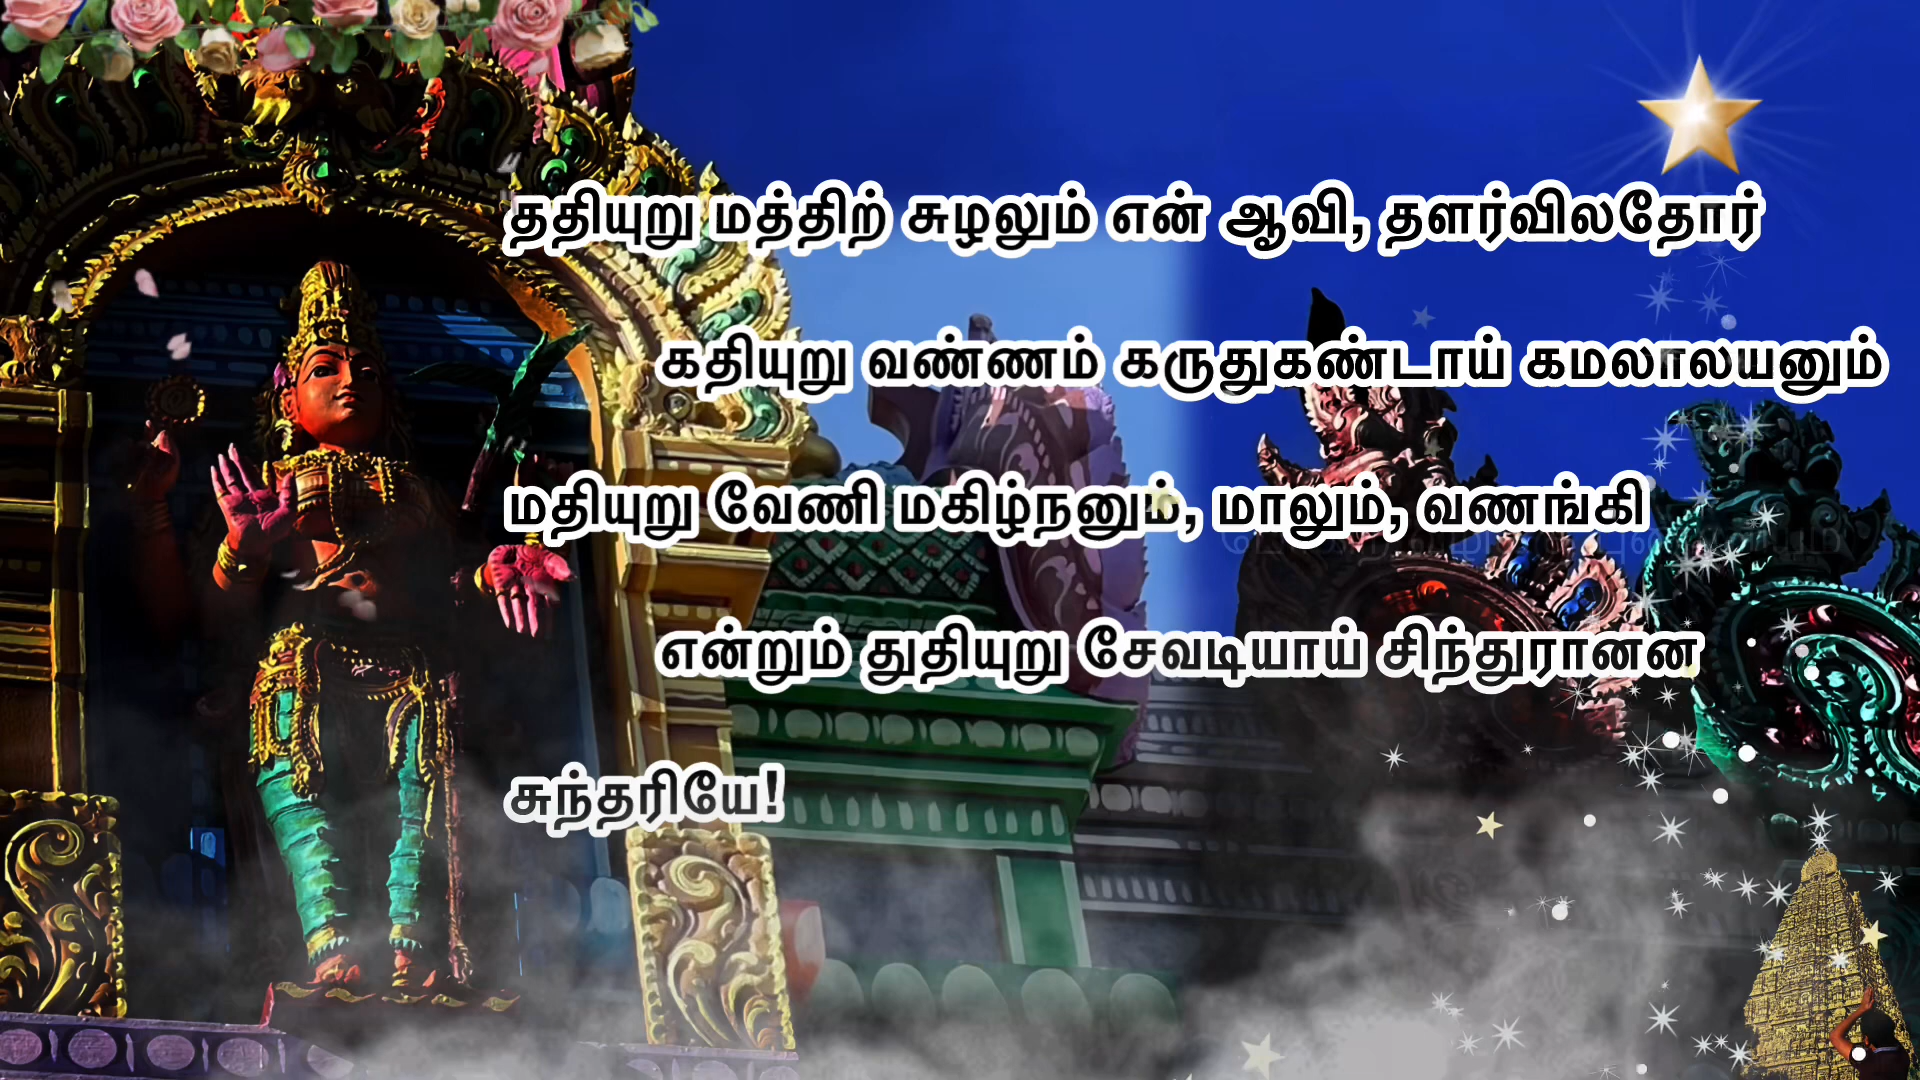 ததியுறு மத்திற் சுழலும் என் ஆவி, தளர்விலதோர்
கதியுறு வண்ணம் கருதுகண்டாய் கமலாலயனும்
மதியுறு வேணி மகிழ்நனும், மாலும், வணங்கி
என்றும் துதியுறு சேவடியாய் சிந்துரானன
சுந்தரியே!